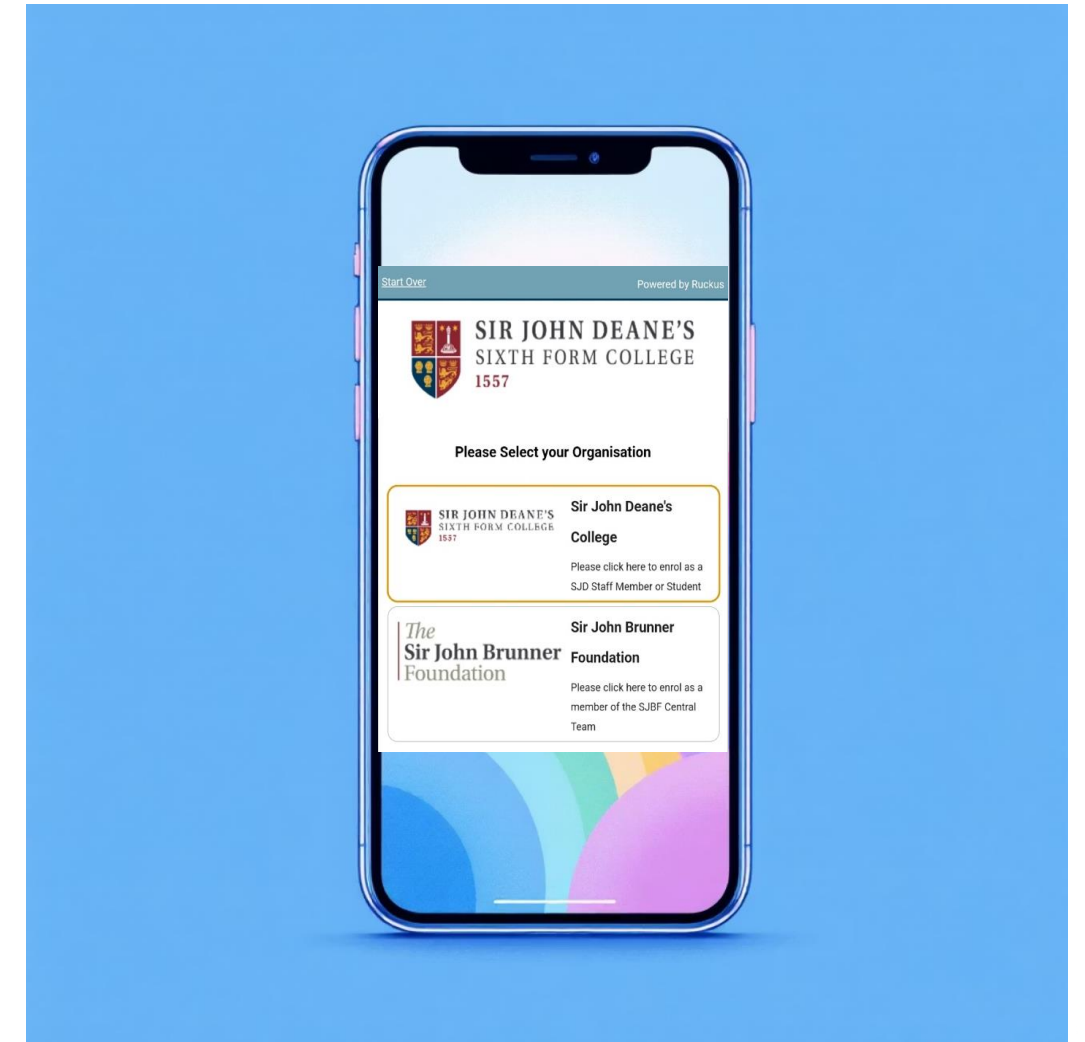 Start Over
Powered by Ruckus
SIR JOHN DEANE'S
SIXTH FORM COLLEGE
1557
Please Select your Organisation
SIR JOHN DEANE'S
SIXTH FORM COLLEGE
1557
Sir John Deane's
College
Please click here to enrol as a
SJD Staff Member or Student
The
Sir John Brunner
Foundation
Sir John Brunner
Foundation
Please click here to enrol as a
member of the SJBF Central
Team